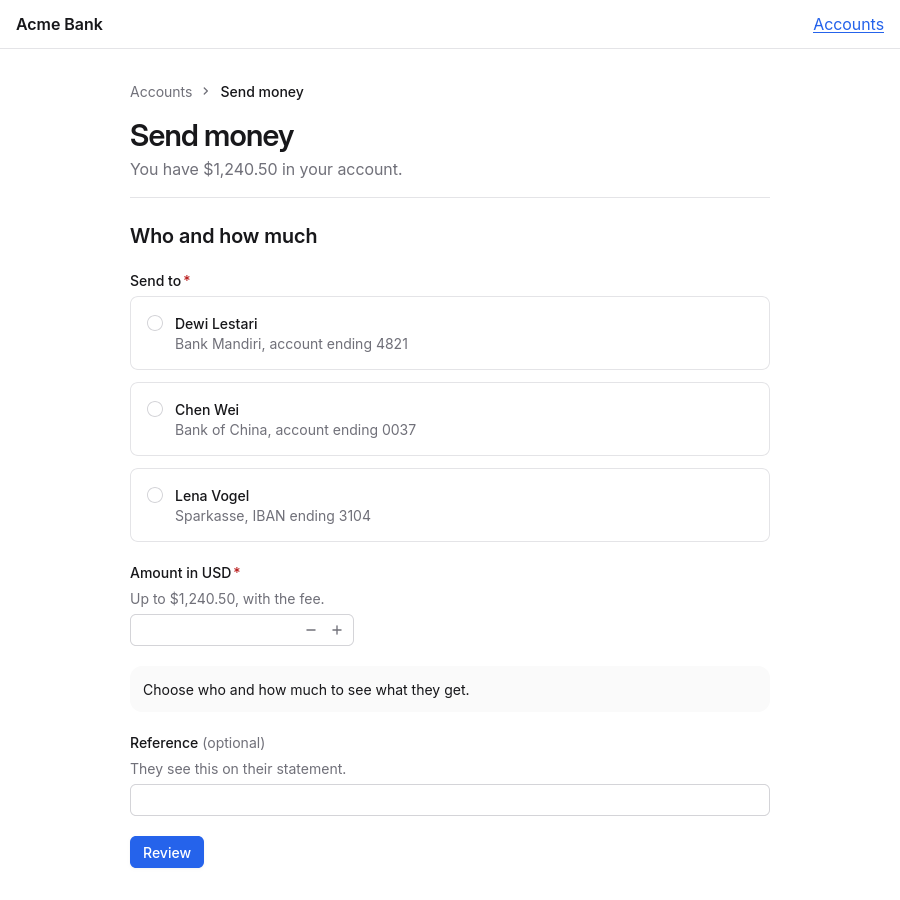 Acme Bank
Accounts
Accounts > Send money
Send money
You have $1,240.50 in your account.
Who and how much
Send to*
Dewi Lestari
Bank Mandiri, account ending 4821
Chen Wei
Bank of China, account ending 0037
Lena Vogel
Sparkasse, IBAN ending 3104
Amount in USD*
Up to $1,240.50, with the fee.
Choose who and how much to see what they get.
Reference (optional)
They see this on their statement.
Review